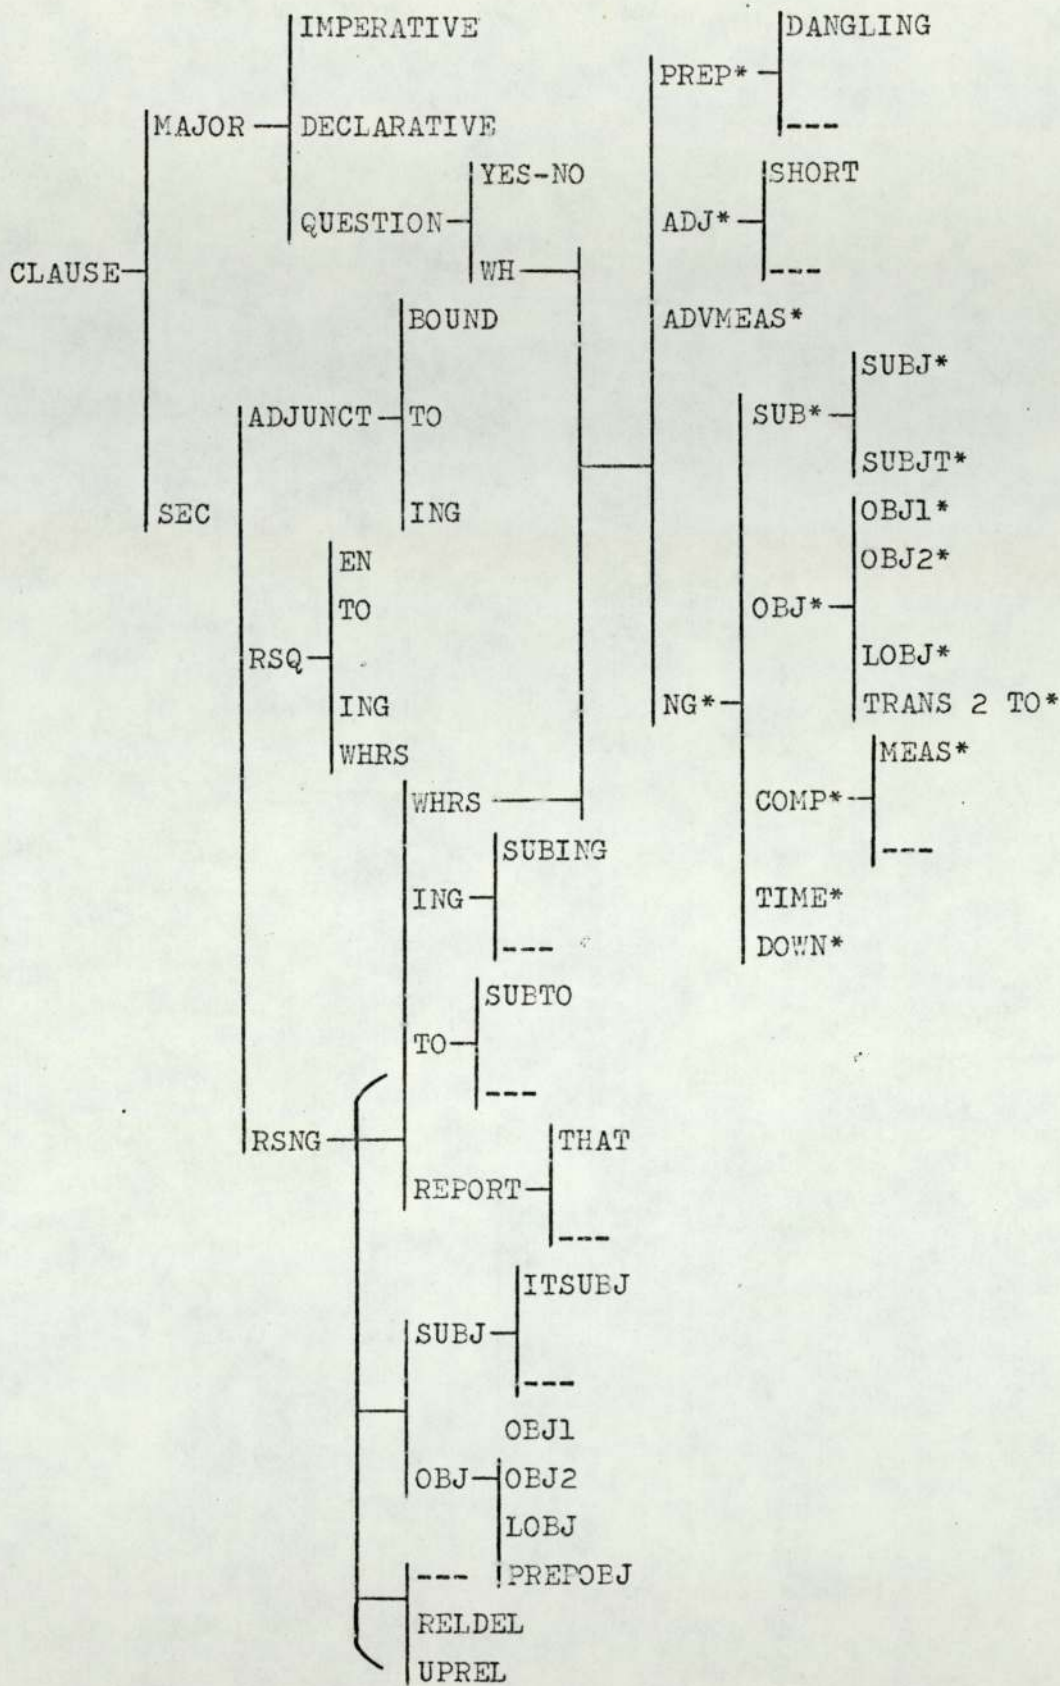 IMPERATIVE
DANGLING
PREP*
MAJOR
DECLARATIVE
---
YES-NO
SHORT
QUESTION
ADJ*
CLAUSE
WH
---
BOUND
ADVMEAS*
SUBJ*
ADJUNCT
TO
SUB*
SUBJT*
SEC
ING
OBJ1*
EN
OBJ2*
TO
OBJ*
RSQ
LOBJ*
ING
NG*
TRANS 2 TO*
WHRS
MEAS*
WHRS
COMP*
SUBING
---
ING
TIME*
---
DOWN*
SUBTO
TO
---
RSNG
THAT
REPORT
---
ITSUBJ
SUBJ
---
OBJ1
OBJ
OBJ2
LOBJ
---
PREPOBJ
RELDEL
UPREL